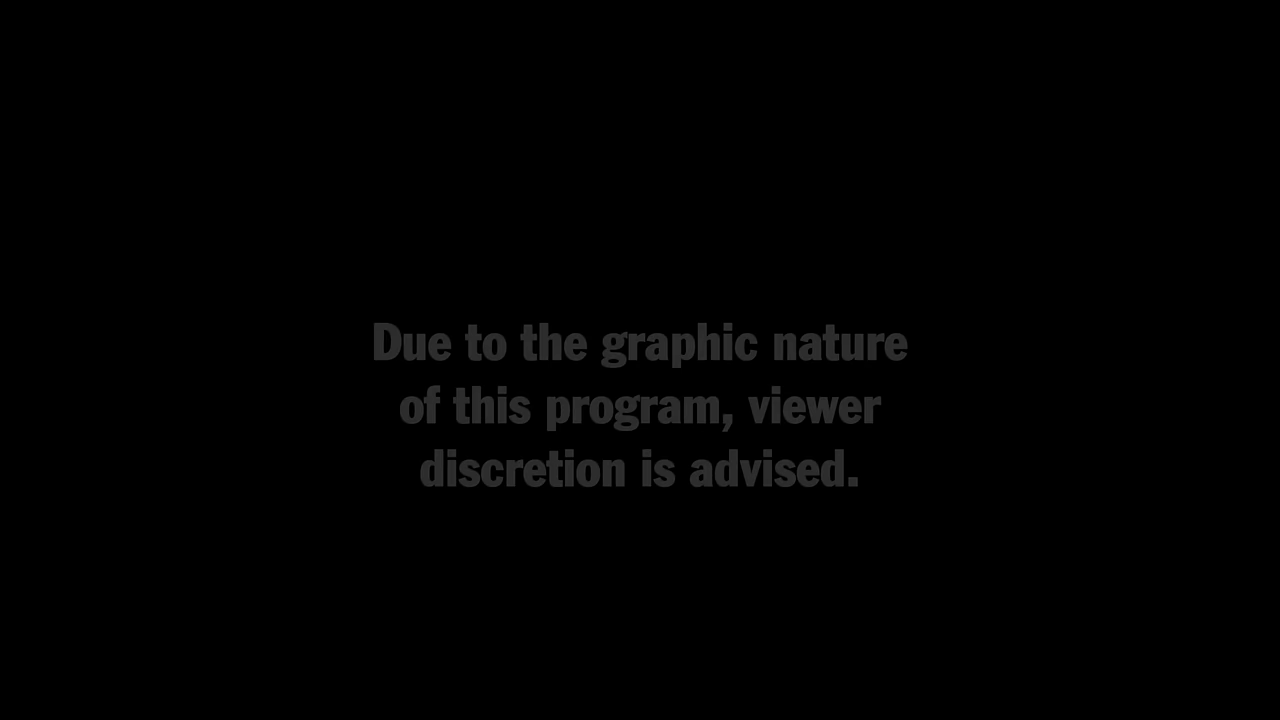 Due to the graphic nature
of this program, viewer
discretion is advised.